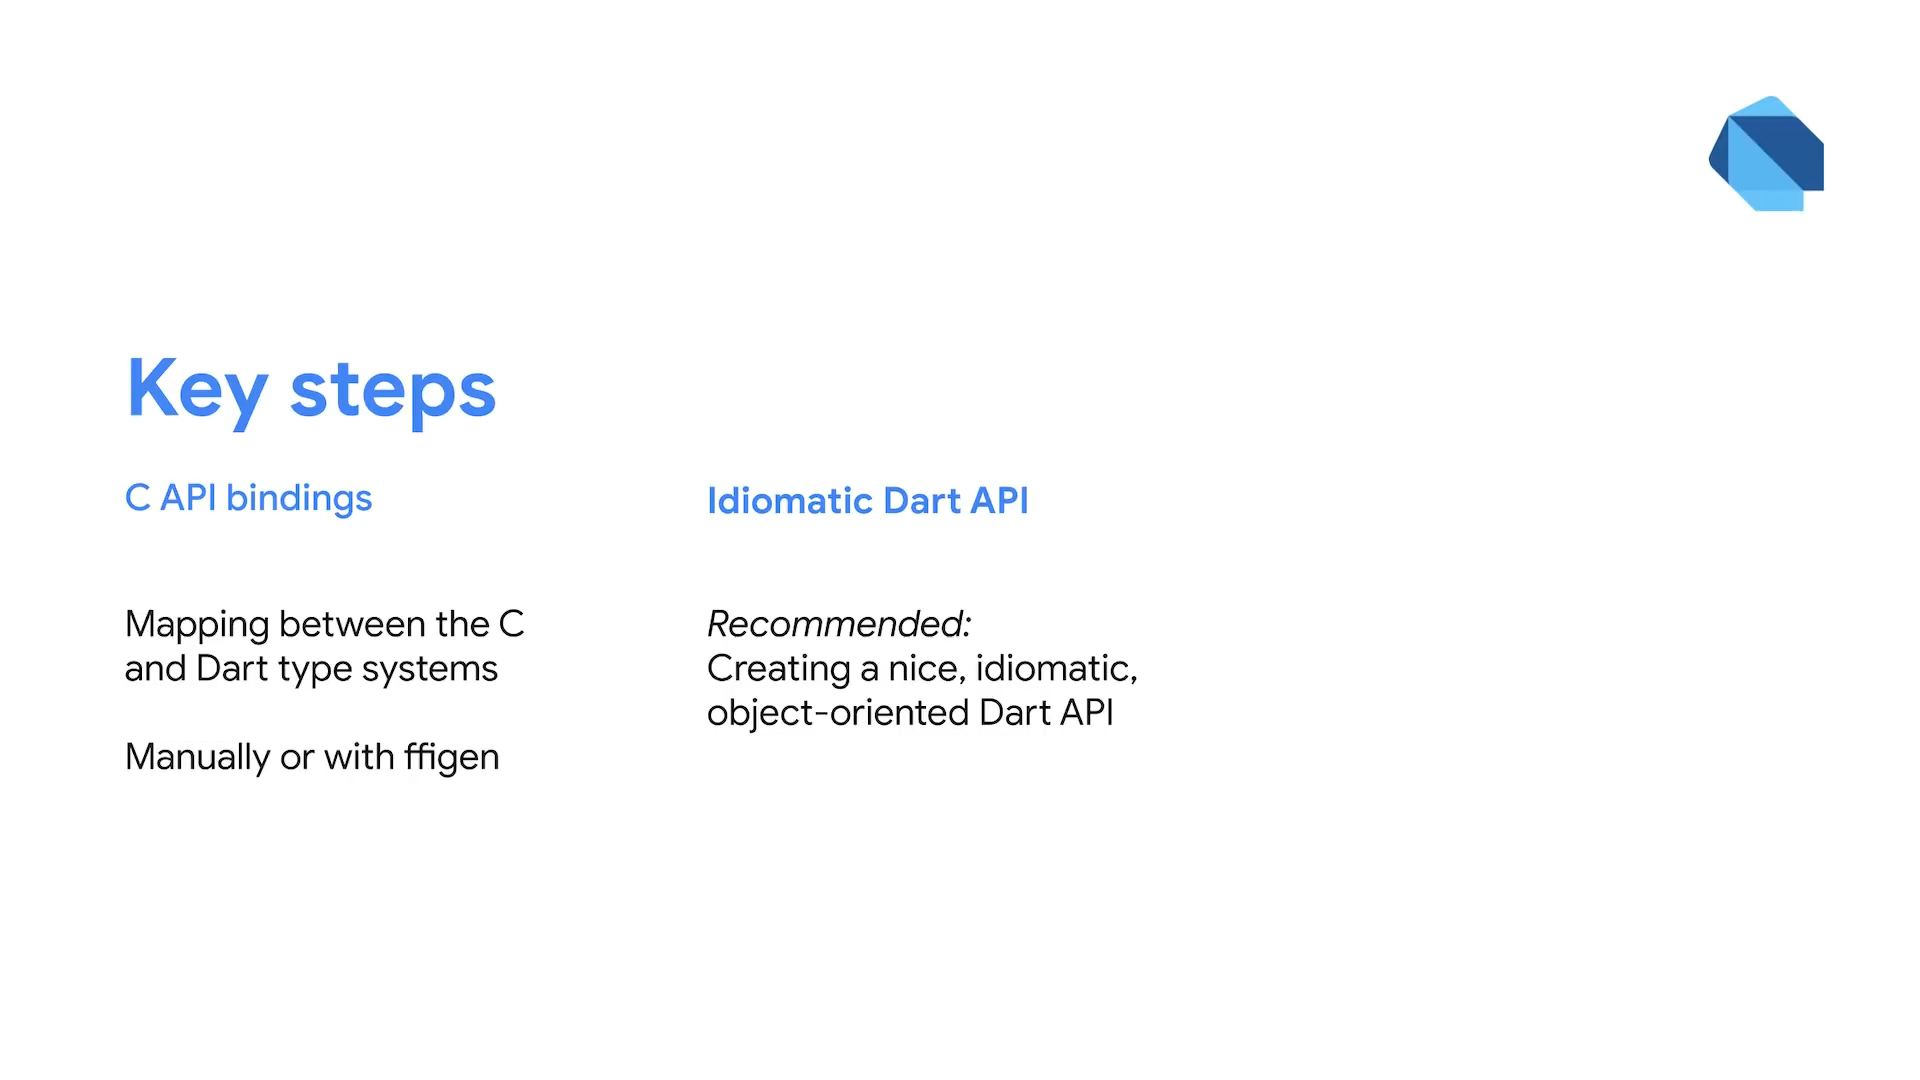 Key steps
C API bindings
Mapping between the C
and Dart type systems
Manually or with ffigen
Idiomatic Dart API
Recommended:
Creating a nice, idiomatic,
object-oriented Dart API